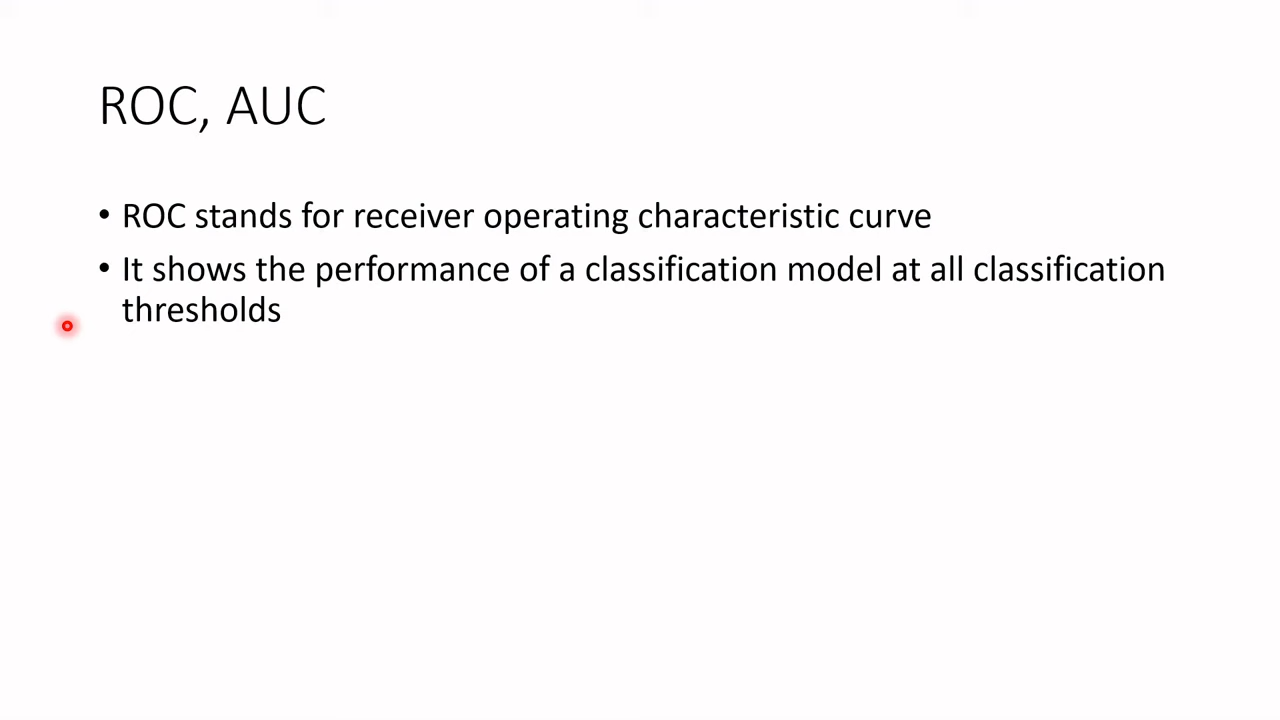 ROC, AUC
• ROC stands for receiver operating characteristic curve
• It shows the performance of a classification model at all classification
thresholds